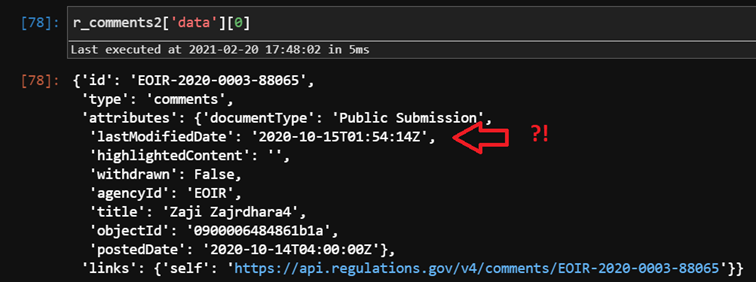 [78]: r_comments2['data'][0]
Last executed at 2021-02-20 17:48:02 in 5ms
[78]: {'id': 'EOIR-2020-0003-88065',
'type': 'comments',
'attributes': {'documentType': 'Public Submission',
'lastModifiedDate': '2020-10-15T01:54:14Z', ?!
'highlightedContent': '',
'withdrawn': False,
'agencyId': 'EOIR',
'title': 'Zaji Zajrdhara4',
'objectId': '0900006484861b1a',
'postedDate': '2020-10-14T04:00:00Z'},
'links': {'self': 'https://api.regulations.gov/v4/comments/EOIR-2020-0003-88065'}}